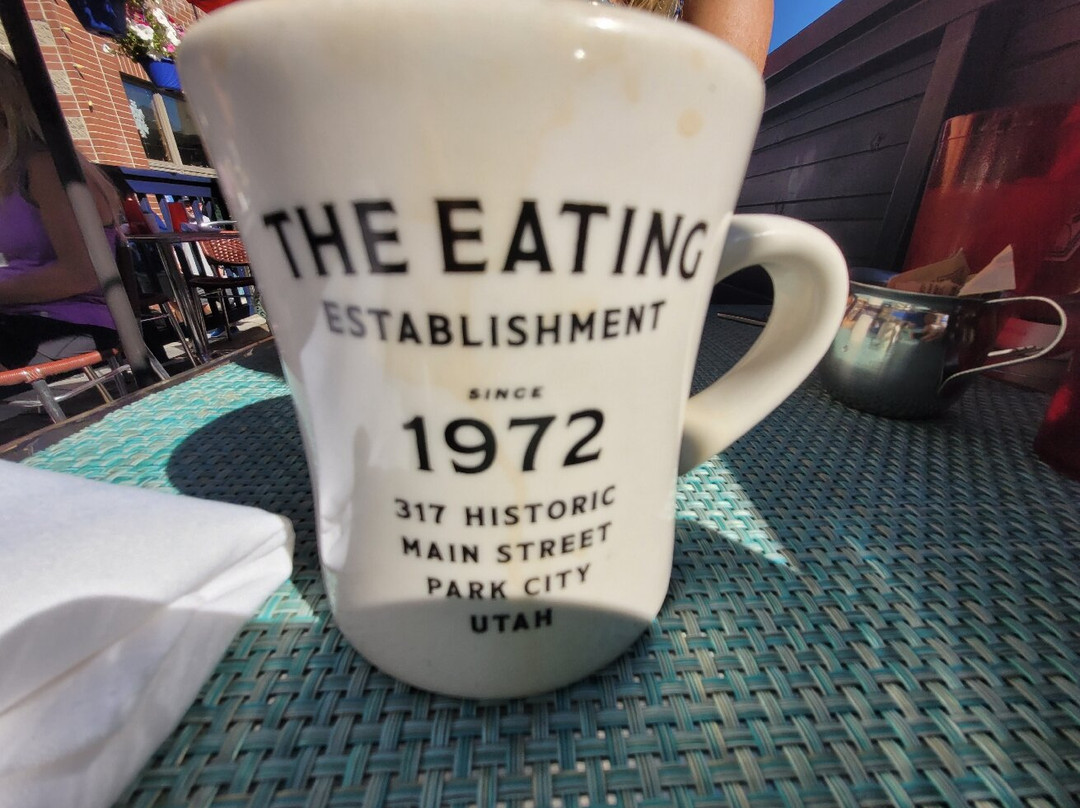 THE EATING
ESTABLISHMENT
SINCE
1972
317 HISTORIC
MAIN STREET
PARK CITY
UTAH